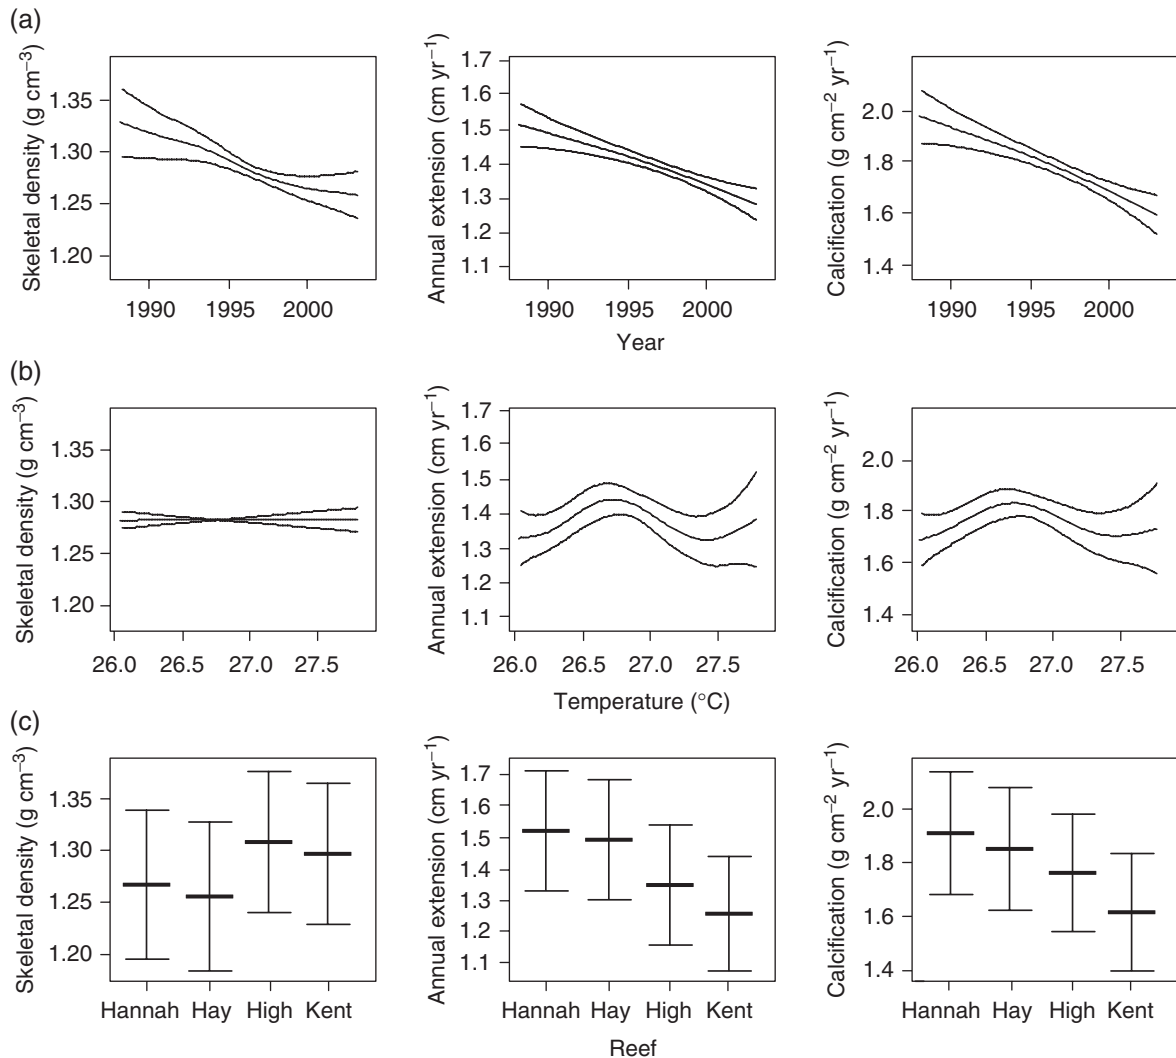 (a)
Skeletal density (g cm−3)
1.35
1.30
1.25
1.20
1990 1995 2000
Annual extension (cm yr−1)
1.7
1.6
1.5
1.4
1.3
1.2
1.1
1990 1995 2000
Calcification (g cm−2 yr−1)
2.0
1.8
1.6
1.4
1990 1995 2000
Year
(b)
Skeletal density (g cm−3)
1.35
1.30
1.25
1.20
26.0 26.5 27.0 27.5
Annual extension (cm yr−1)
1.7
1.6
1.5
1.4
1.3
1.2
1.1
26.0 26.5 27.0 27.5
Calcification (g cm−2 yr−1)
2.0
1.8
1.6
1.4
26.0 26.5 27.0 27.5
Temperature (°C)
(c)
Skeletal density (g cm−3)
1.35
1.30
1.25
1.20
Hannah Hay High Kent
Annual extension (cm yr−1)
1.7
1.6
1.5
1.4
1.3
1.2
1.1
Hannah Hay High Kent
Calcification (g cm−2 yr−1)
2.0
1.8
1.6
1.4
Hannah Hay High Kent
Reef